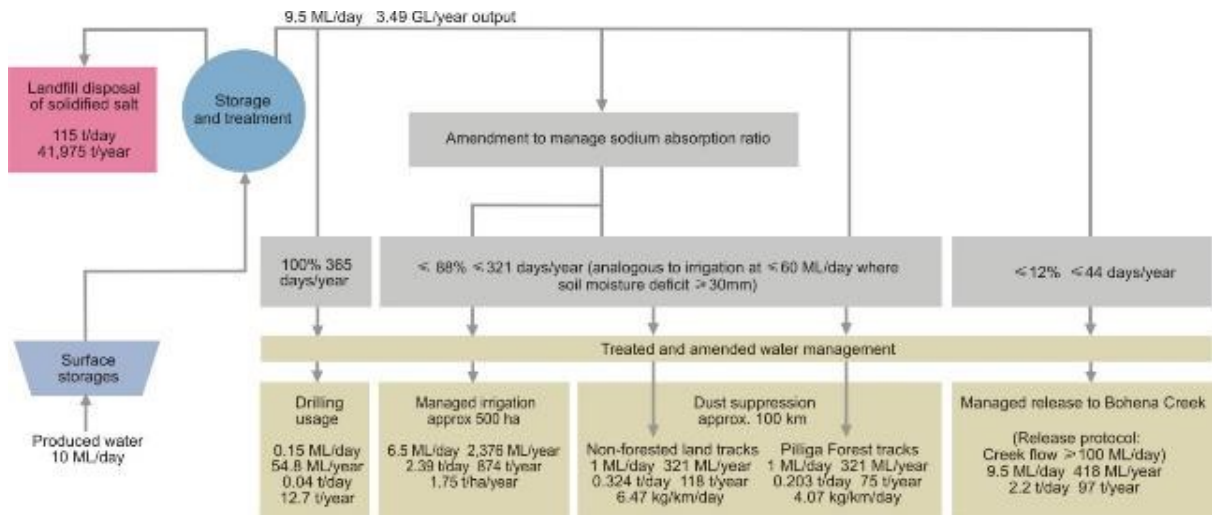 9.5 ML/day 3.49 GL/year output
Landfill disposal
of solidified salt
115 t/day
41,975 t/year
Storage
and treatment
Amendment to manage sodium absorption ratio
100% 365
days/year
≤ 88% ≤321 days/year (analogous to irrigation at ≤60 ML/day where
soil moisture deficit ≥30mm)
≤12% ≤44 days/year
Surface
storages
Produced water
10 ML/day
Treated and amended water management
Drilling
usage
0.15 ML/day
54.8 ML/year
0.04 t/day
12.7 t/year
Managed irrigation
approx 500 ha
6.5 ML/day 2,376 ML/year
2.39 t/day 874 t/year
1.75 t/ha/year
Dust suppression
approx. 100 km
Non-forested land tracks
1 ML/day 321 ML/year
0.324 t/day 118 t/year
6.47 kg/km/day
Pilliga Forest tracks
1 ML/day 321 ML/year
0.203 t/day 75 t/year
4.07 kg/km/day
Managed release to Bohena Creek
(Release protocol:
Creek flow ≥100 ML/day)
9.5 ML/day 418 ML/year
2.2 t/day 97 t/year